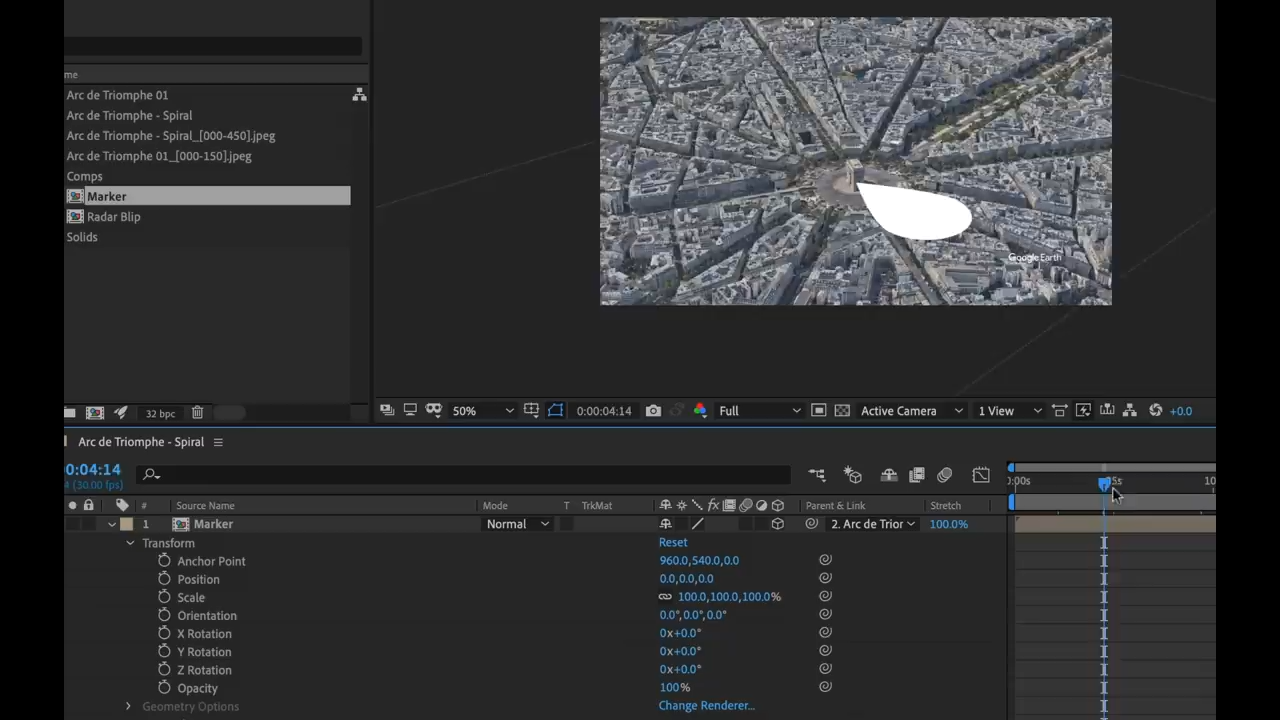 me
Arc de Triomphe 01
Arc de Triomphe - Spiral
Arc de Triomphe - Spiral_[000-450].jpeg
Arc de Triomphe 01_[000-150].jpeg
Comps
Marker
Radar Blip
Solids
Google Earth
32 bpc
50%
0:00:04:14
Full
Active Camera
1 View
+0.0
Arc de Triomphe - Spiral
0:04:14
4 (30.00 fps)
:00s
05s
10
#
Source Name
Mode
T
TrkMat
fx
Parent & Link
Stretch
1
Marker
Normal
2. Arc de Trior
100.0%
Transform
Reset
Anchor Point
960.0,540.0,0.0
Position
0.0,0.0,0.0
Scale
100.0,100.0,100.0%
Orientation
0.0°,0.0°,0.0°
X Rotation
0x+0.0°
Y Rotation
0x+0.0°
Z Rotation
0x+0.0°
Opacity
100%
Geometry Options
Change Renderer...